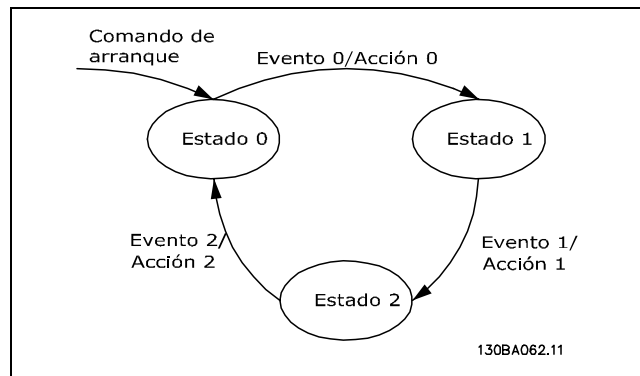 Comando de
arranque
Evento 0/Acción 0
Estado 0
Estado 1
Evento 2/
Acción 2
Evento 1/
Acción 1
Estado 2
130BA062.11